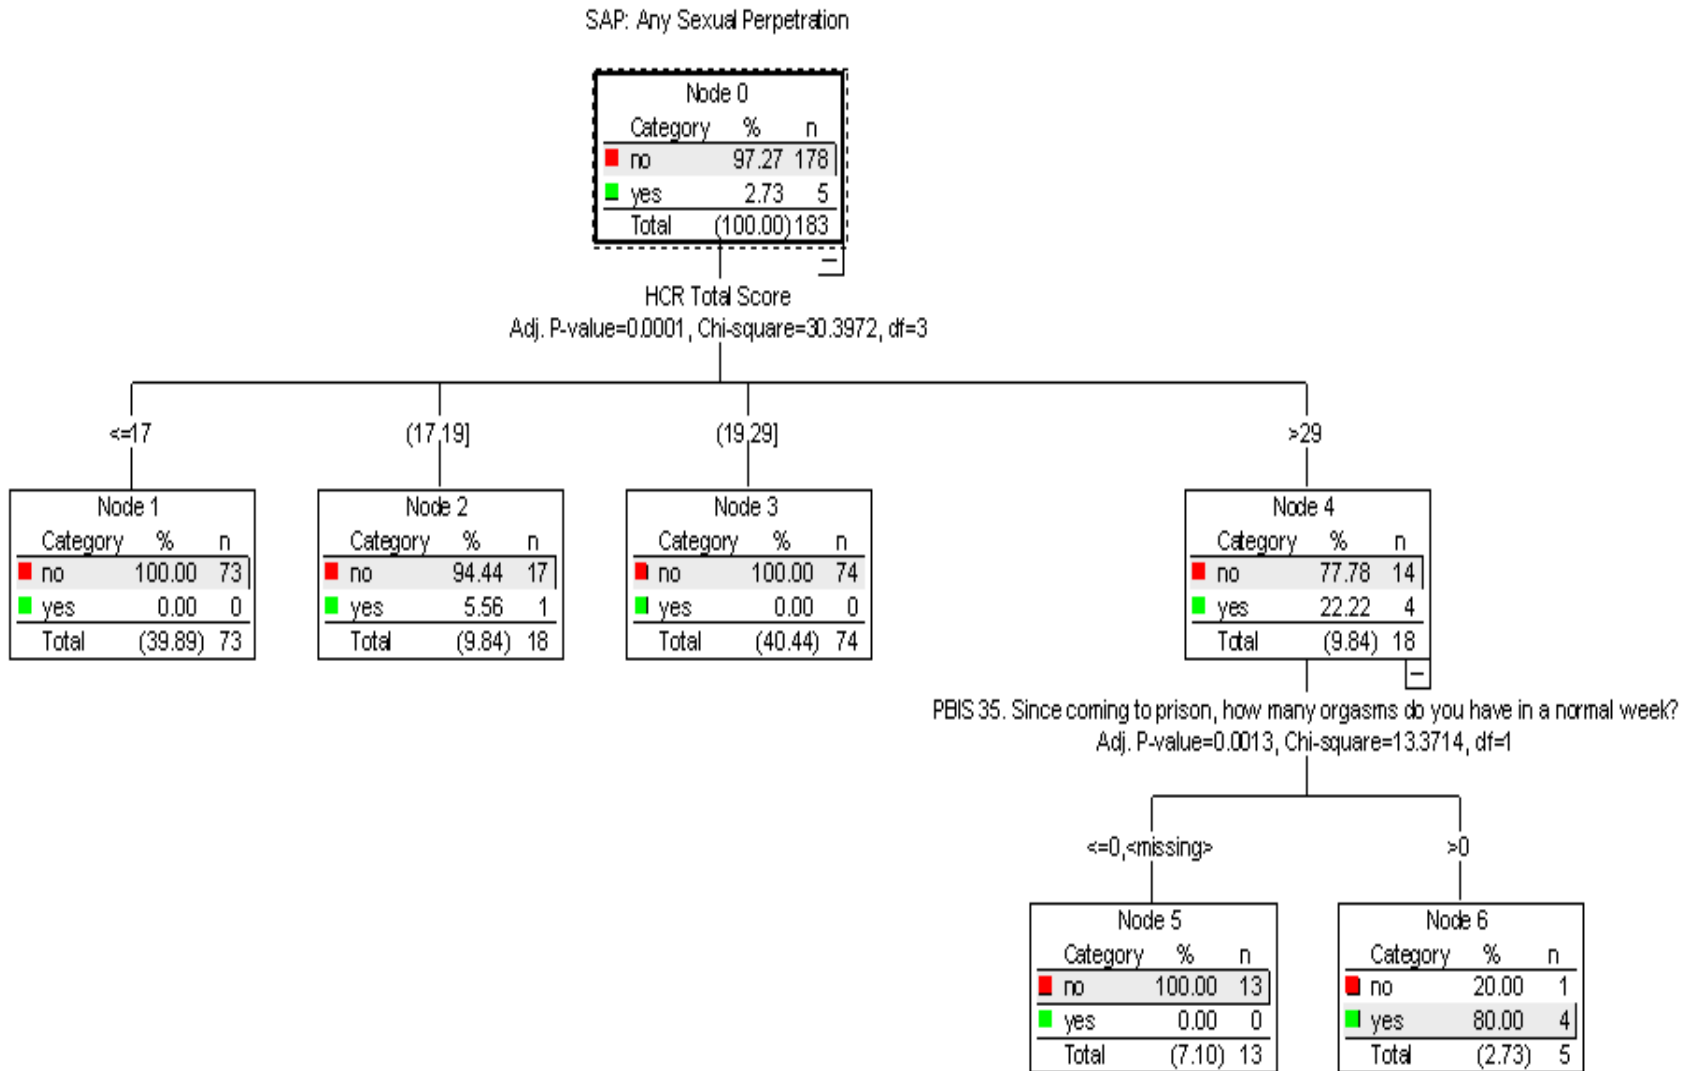 SAP: Any Sexual Perpetration
Node 0
Category % n
no 97.27 178
yes 2.73 5
Total (100.00) 183
HCR Total Score
Adj. P-value=0.0001, Chi-square=30.3972, df=3
<=17
(17,19]
(19,29]
>29
Node 1
Category % n
no 100.00 73
yes 0.00 0
Total (39.89) 73
Node 2
Category % n
no 94.44 17
yes 5.56 1
Total (9.84) 18
Node 3
Category % n
no 100.00 74
yes 0.00 0
Total (40.44) 74
Node 4
Category % n
no 77.78 14
yes 22.22 4
Total (9.84) 18
PBIS 35. Since coming to prison, how many orgasms do you have in a normal week?
Adj. P-value=0.0013, Chi-square=13.3714, df=1
<=0,<missing>
>0
Node 5
Category % n
no 100.00 13
yes 0.00 0
Total (7.10) 13
Node 6
Category % n
no 20.00 1
yes 80.00 4
Total (2.73) 5